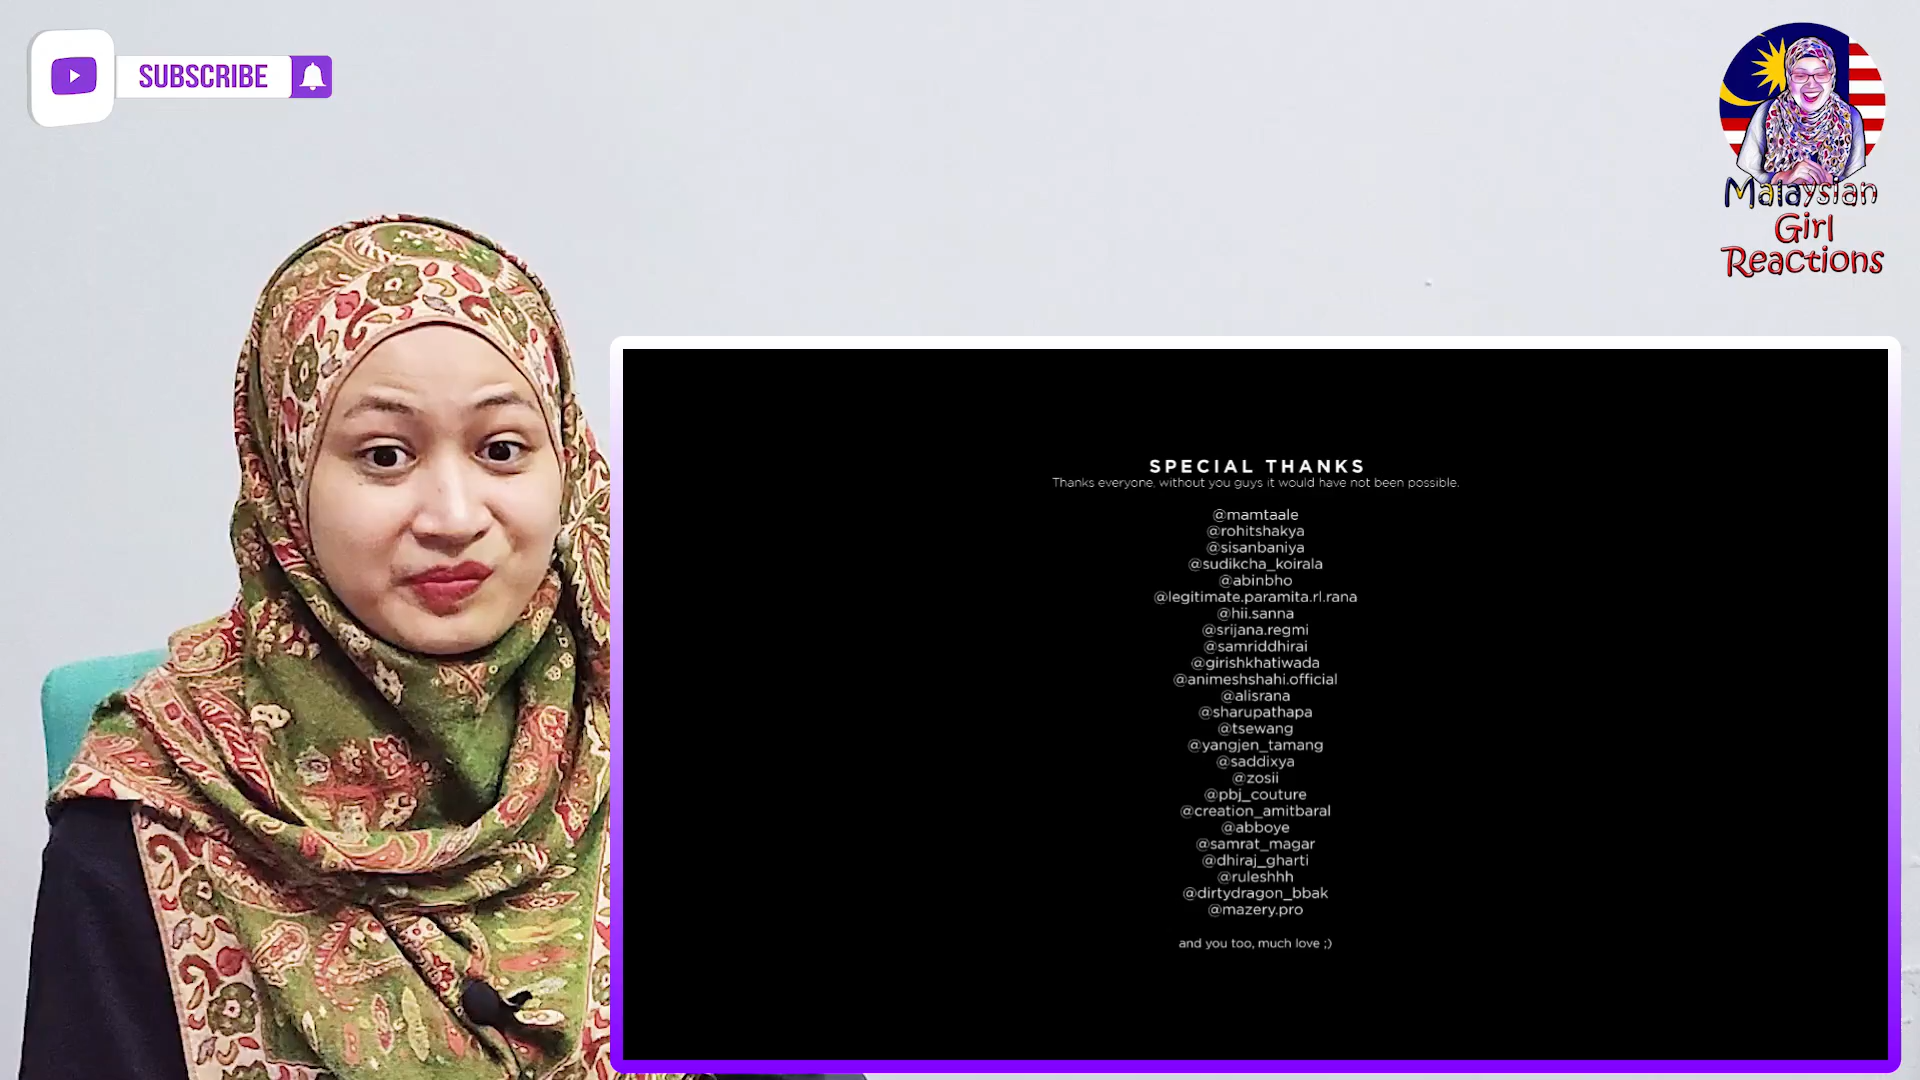 SUBSCRIBE
Malaysian
Girl
Reactions
SPECIAL THANKS
Thanks everyone, without you guys it would have not been possible.
@mamtaale
@rohitshakya
@sisanbaniya
@sudikcha_koirala
@abinbho
@legitimate.paramita.rl.rana
@hii.sanna
@srijana.regmi
@samriddhirai
@girishkhatiwada
@animeshshahi.official
@alisrana
@sharupathapa
@tsewang
@yangjen_tamang
@saddixya
@zosii
@pbj_couture
@creation_amitbaral
@abboye
@samrat_magar
@dhiraj_gharti
@ruleshhh
@dirtydragon_bbak
@mazery.pro
and you too, much love ;)